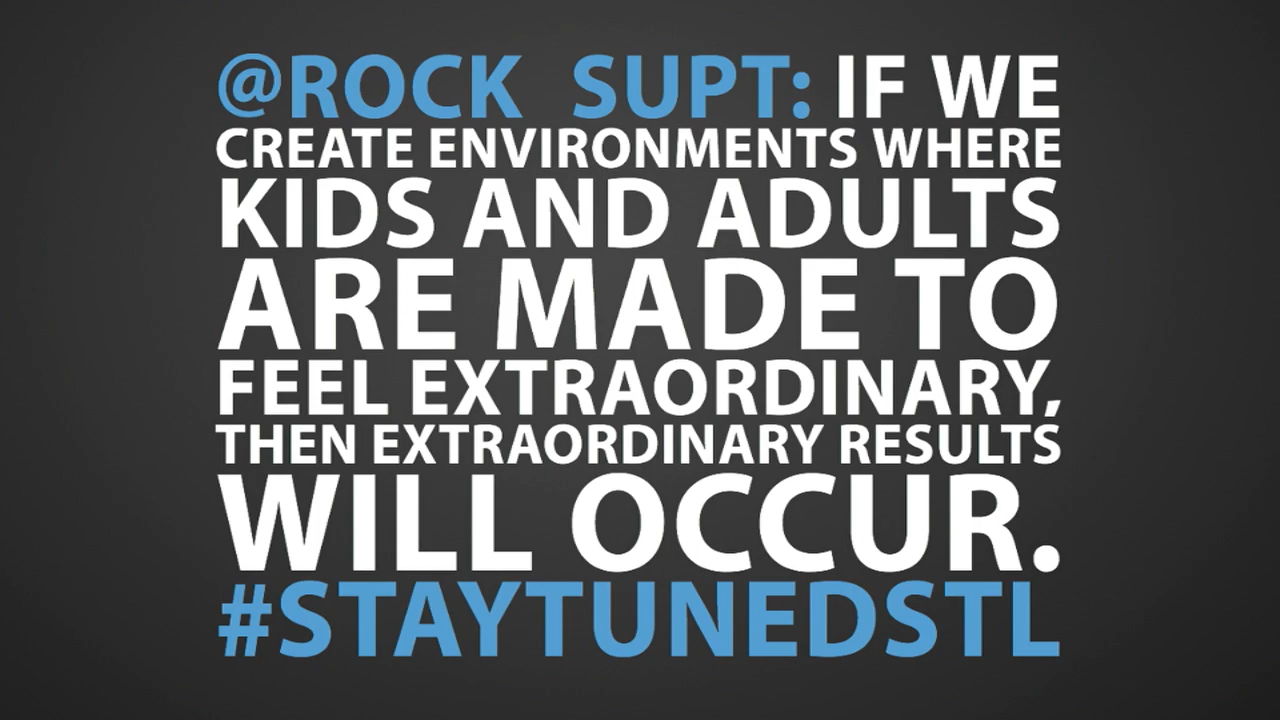 @ROCK SUPT: IF WE
CREATE ENVIRONMENTS WHERE
KIDS AND ADULTS
ARE MADE TO
FEEL EXTRAORDINARY,
THEN EXTRAORDINARY RESULTS
WILL OCCUR.
#STAYTUNEDSTL